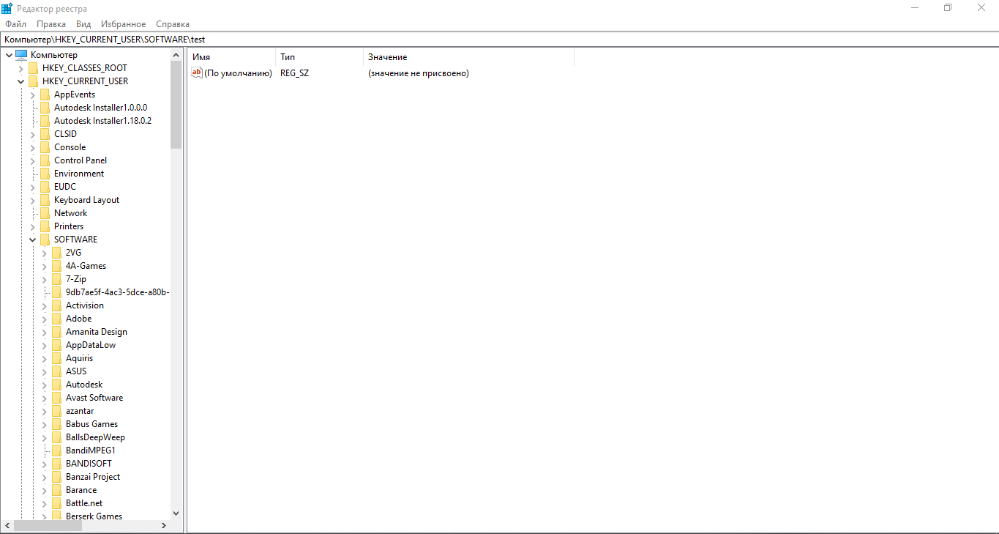 Редактор реестра
Файл Правка Вид Избранное Справка
Компьютер\HKEY_CURRENT_USER\SOFTWARE\test
Компьютер
HKEY_CLASSES_ROOT
HKEY_CURRENT_USER
AppEvents
Autodesk Installer1.0.0.0
Autodesk Installer1.18.0.2
CLSID
Console
Control Panel
Environment
EUDC
Keyboard Layout
Network
Printers
SOFTWARE
2VG
4A-Games
7-Zip
9db7ae5f-4ac3-5dce-a80b-
Activision
Adobe
Amanita Design
AppDataLow
Aquiris
ASUS
Autodesk
Avast Software
azantar
Babus Games
BallsDeepWeep
BandiMPEG1
BANDISOFT
Banzai Project
Barance
Battle.net
Berserk Games
Имя Тип Значение
ab (По умолчанию) REG_SZ (значение не присвоено)